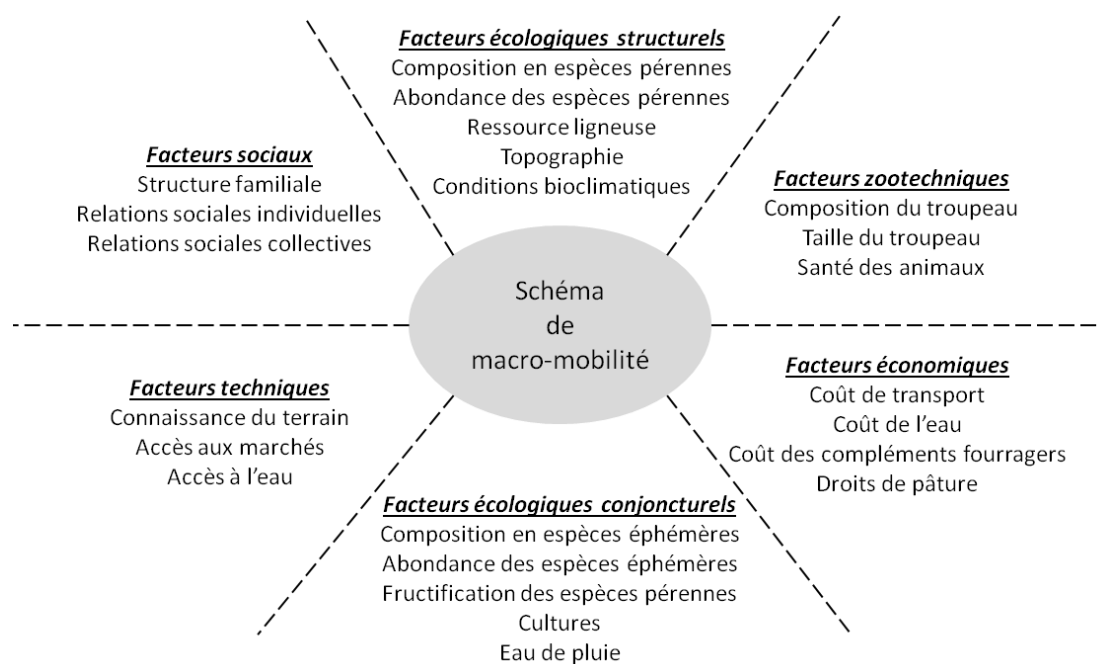 Facteurs écologiques structurels
Composition en espèces pérennes
Abondance des espèces pérennes
Ressource ligneuse
Topographie
Conditions bioclimatiques
Facteurs sociaux
Structure familiale
Relations sociales individuelles
Relations sociales collectives
Facteurs zootechniques
Composition du troupeau
Taille du troupeau
Santé des animaux
Schéma
de
macro-mobilité
Facteurs techniques
Connaissance du terrain
Accès aux marchés
Accès à l'eau
Facteurs économiques
Coût de transport
Coût de l'eau
Coût des compléments fourragers
Droits de pâture
Facteurs écologiques conjoncturels
Composition en espèces éphémères
Abondance des espèces éphémères
Fructification des espèces pérennes
Cultures
Eau de pluie